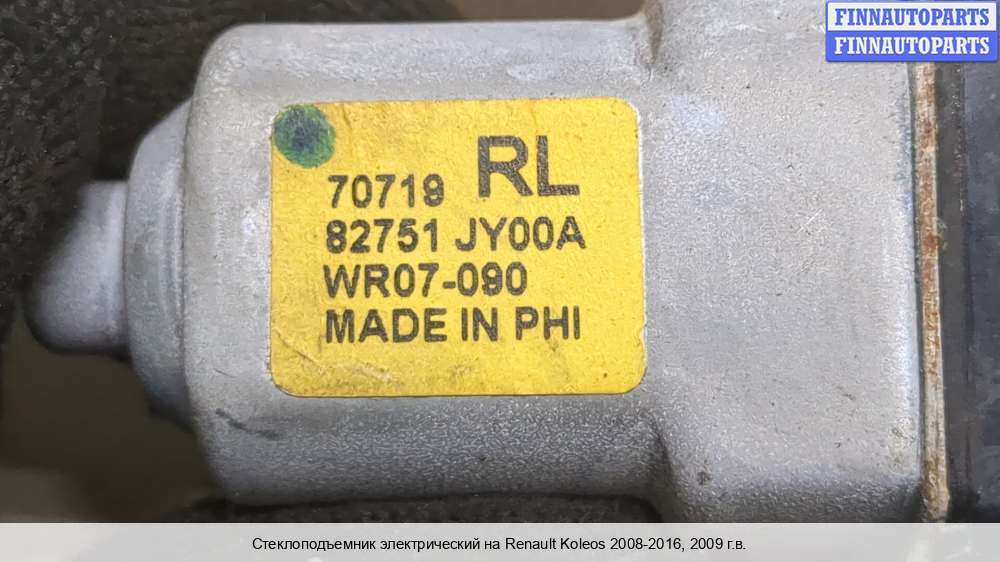 FINNAUTOPARTS
FINNAUTOPARTS
RL
70719
82751 JY00A
WR07-090
MADE IN PHI
Стеклоподъемник электрический на Renault Koleos 2008-2016, 2009 г.в.